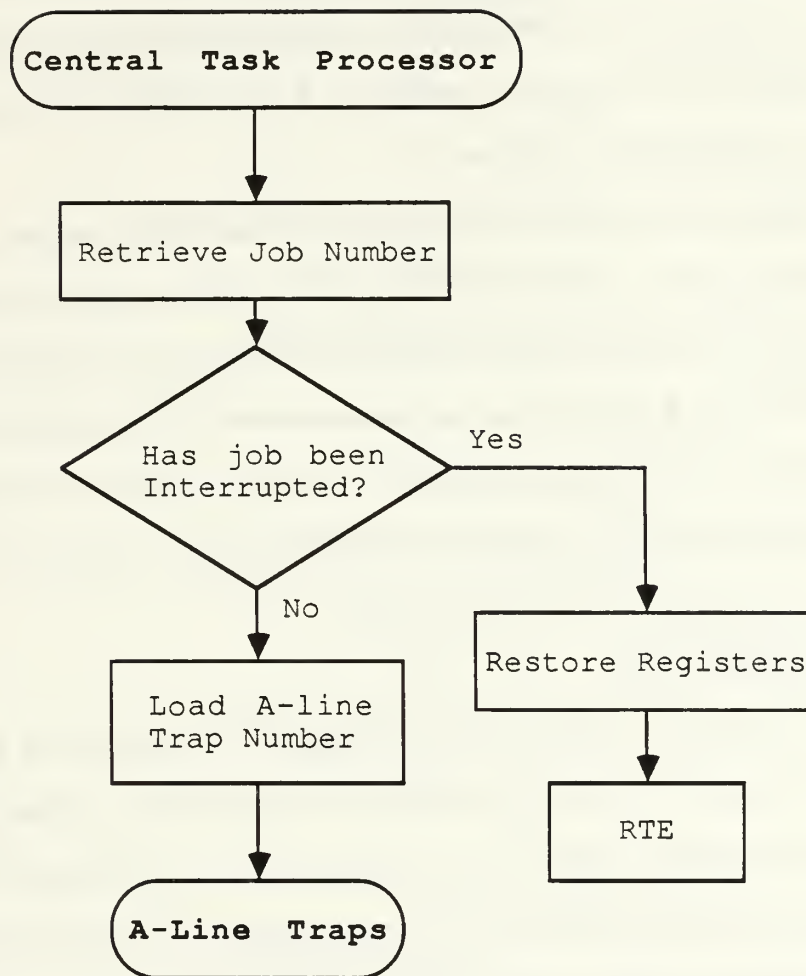 Central Task Processor
Retrieve Job Number
Has job been
Interrupted?
Yes
No
Restore Registers
Load A-line
Trap Number
RTE
A-Line Traps